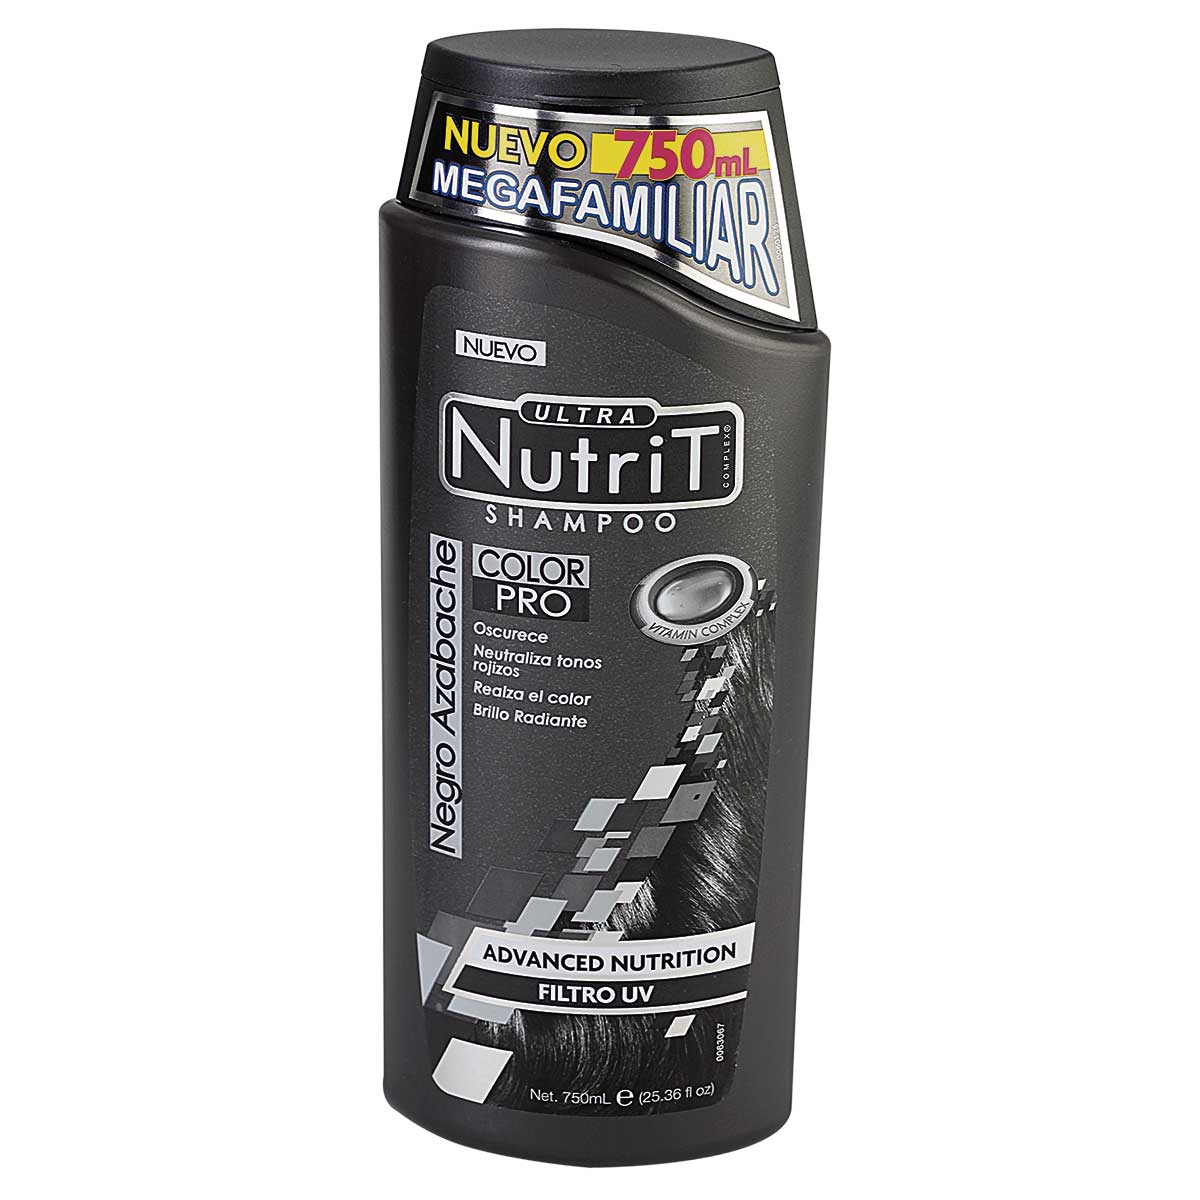 NUEVO 750mL
MEGAFAMILIAR
NUEVO
ULTRA
NutriT
COMPLEX®
SHAMPOO
Negro Azabache
COLOR
PRO
Oscurece
Neutraliza tonos
rojizos
Realza el color
Brillo Radiante
VITAMIN COMPLEX
ADVANCED NUTRITION
FILTRO UV
0063067
Net. 750mL e (25.36 fl oz)